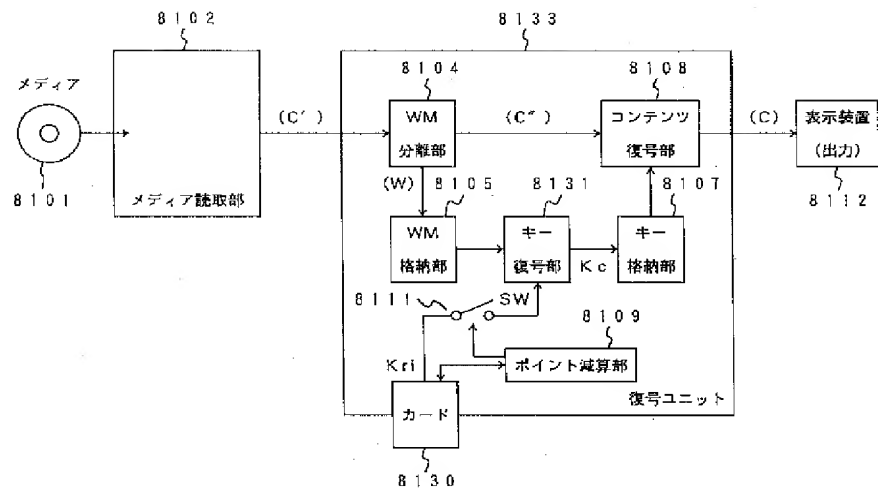 8102
8133
メディア
8104
8108
(C')
WM
分離部
(C")
コンテンツ
復号部
(C)
表示装置
(出力)
8101
メディア読取部
(W)
8105
8131
8107
8112
WM
格納部
キー
復号部
Kc
キー
格納部
8111
SW
8109
Kri
ポイント減算部
カード
復号ユニット
8130